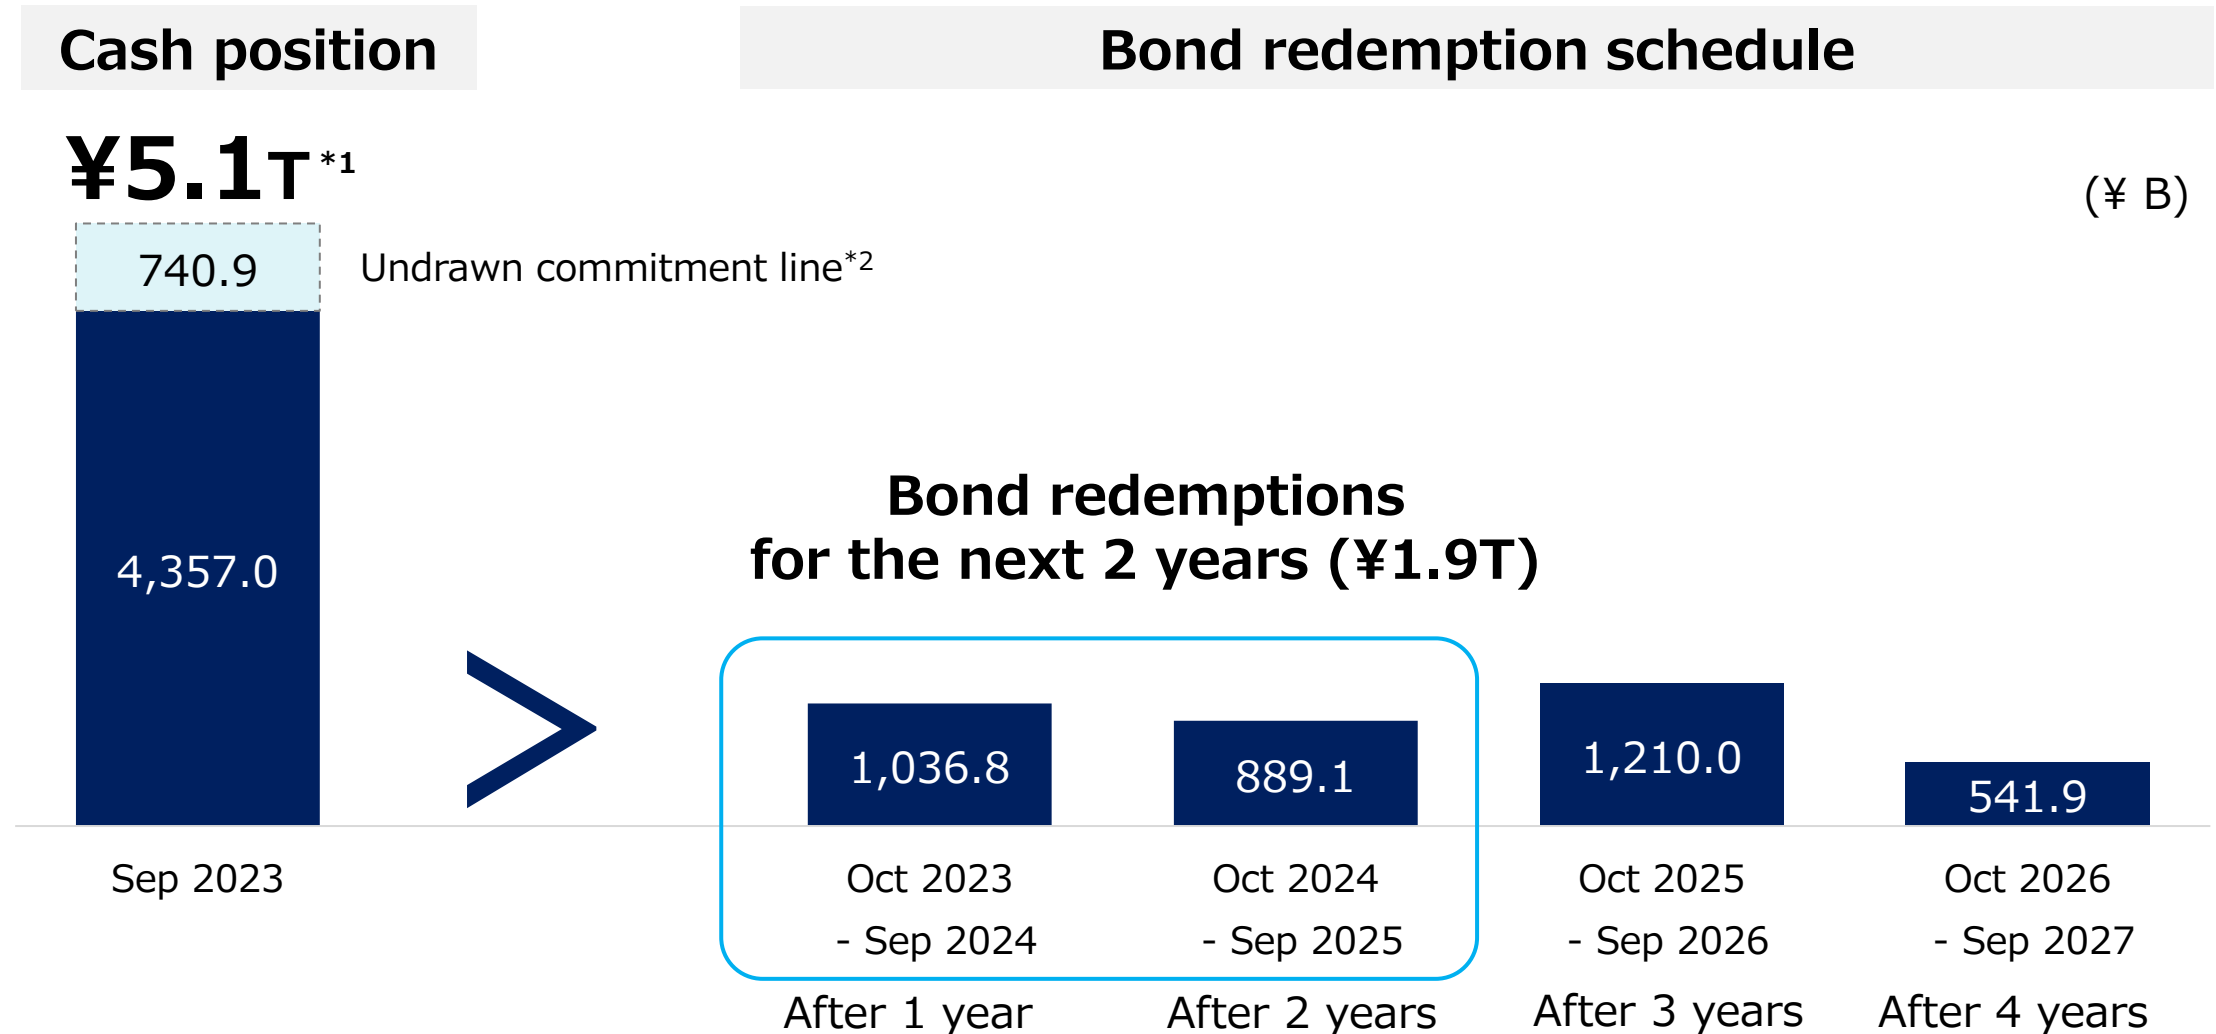 Cash position
Bond redemption schedule
¥5.1T*1
(¥ B)
740.9
Undrawn commitment line*2
4,357.0
Bond redemptions
for the next 2 years (¥1.9T)
1,036.8
889.1
1,210.0
541.9
Sep 2023
Oct 2023
- Sep 2024
Oct 2024
- Sep 2025
Oct 2025
- Sep 2026
Oct 2026
- Sep 2027
After 1 year
After 2 years
After 3 years
After 4 years